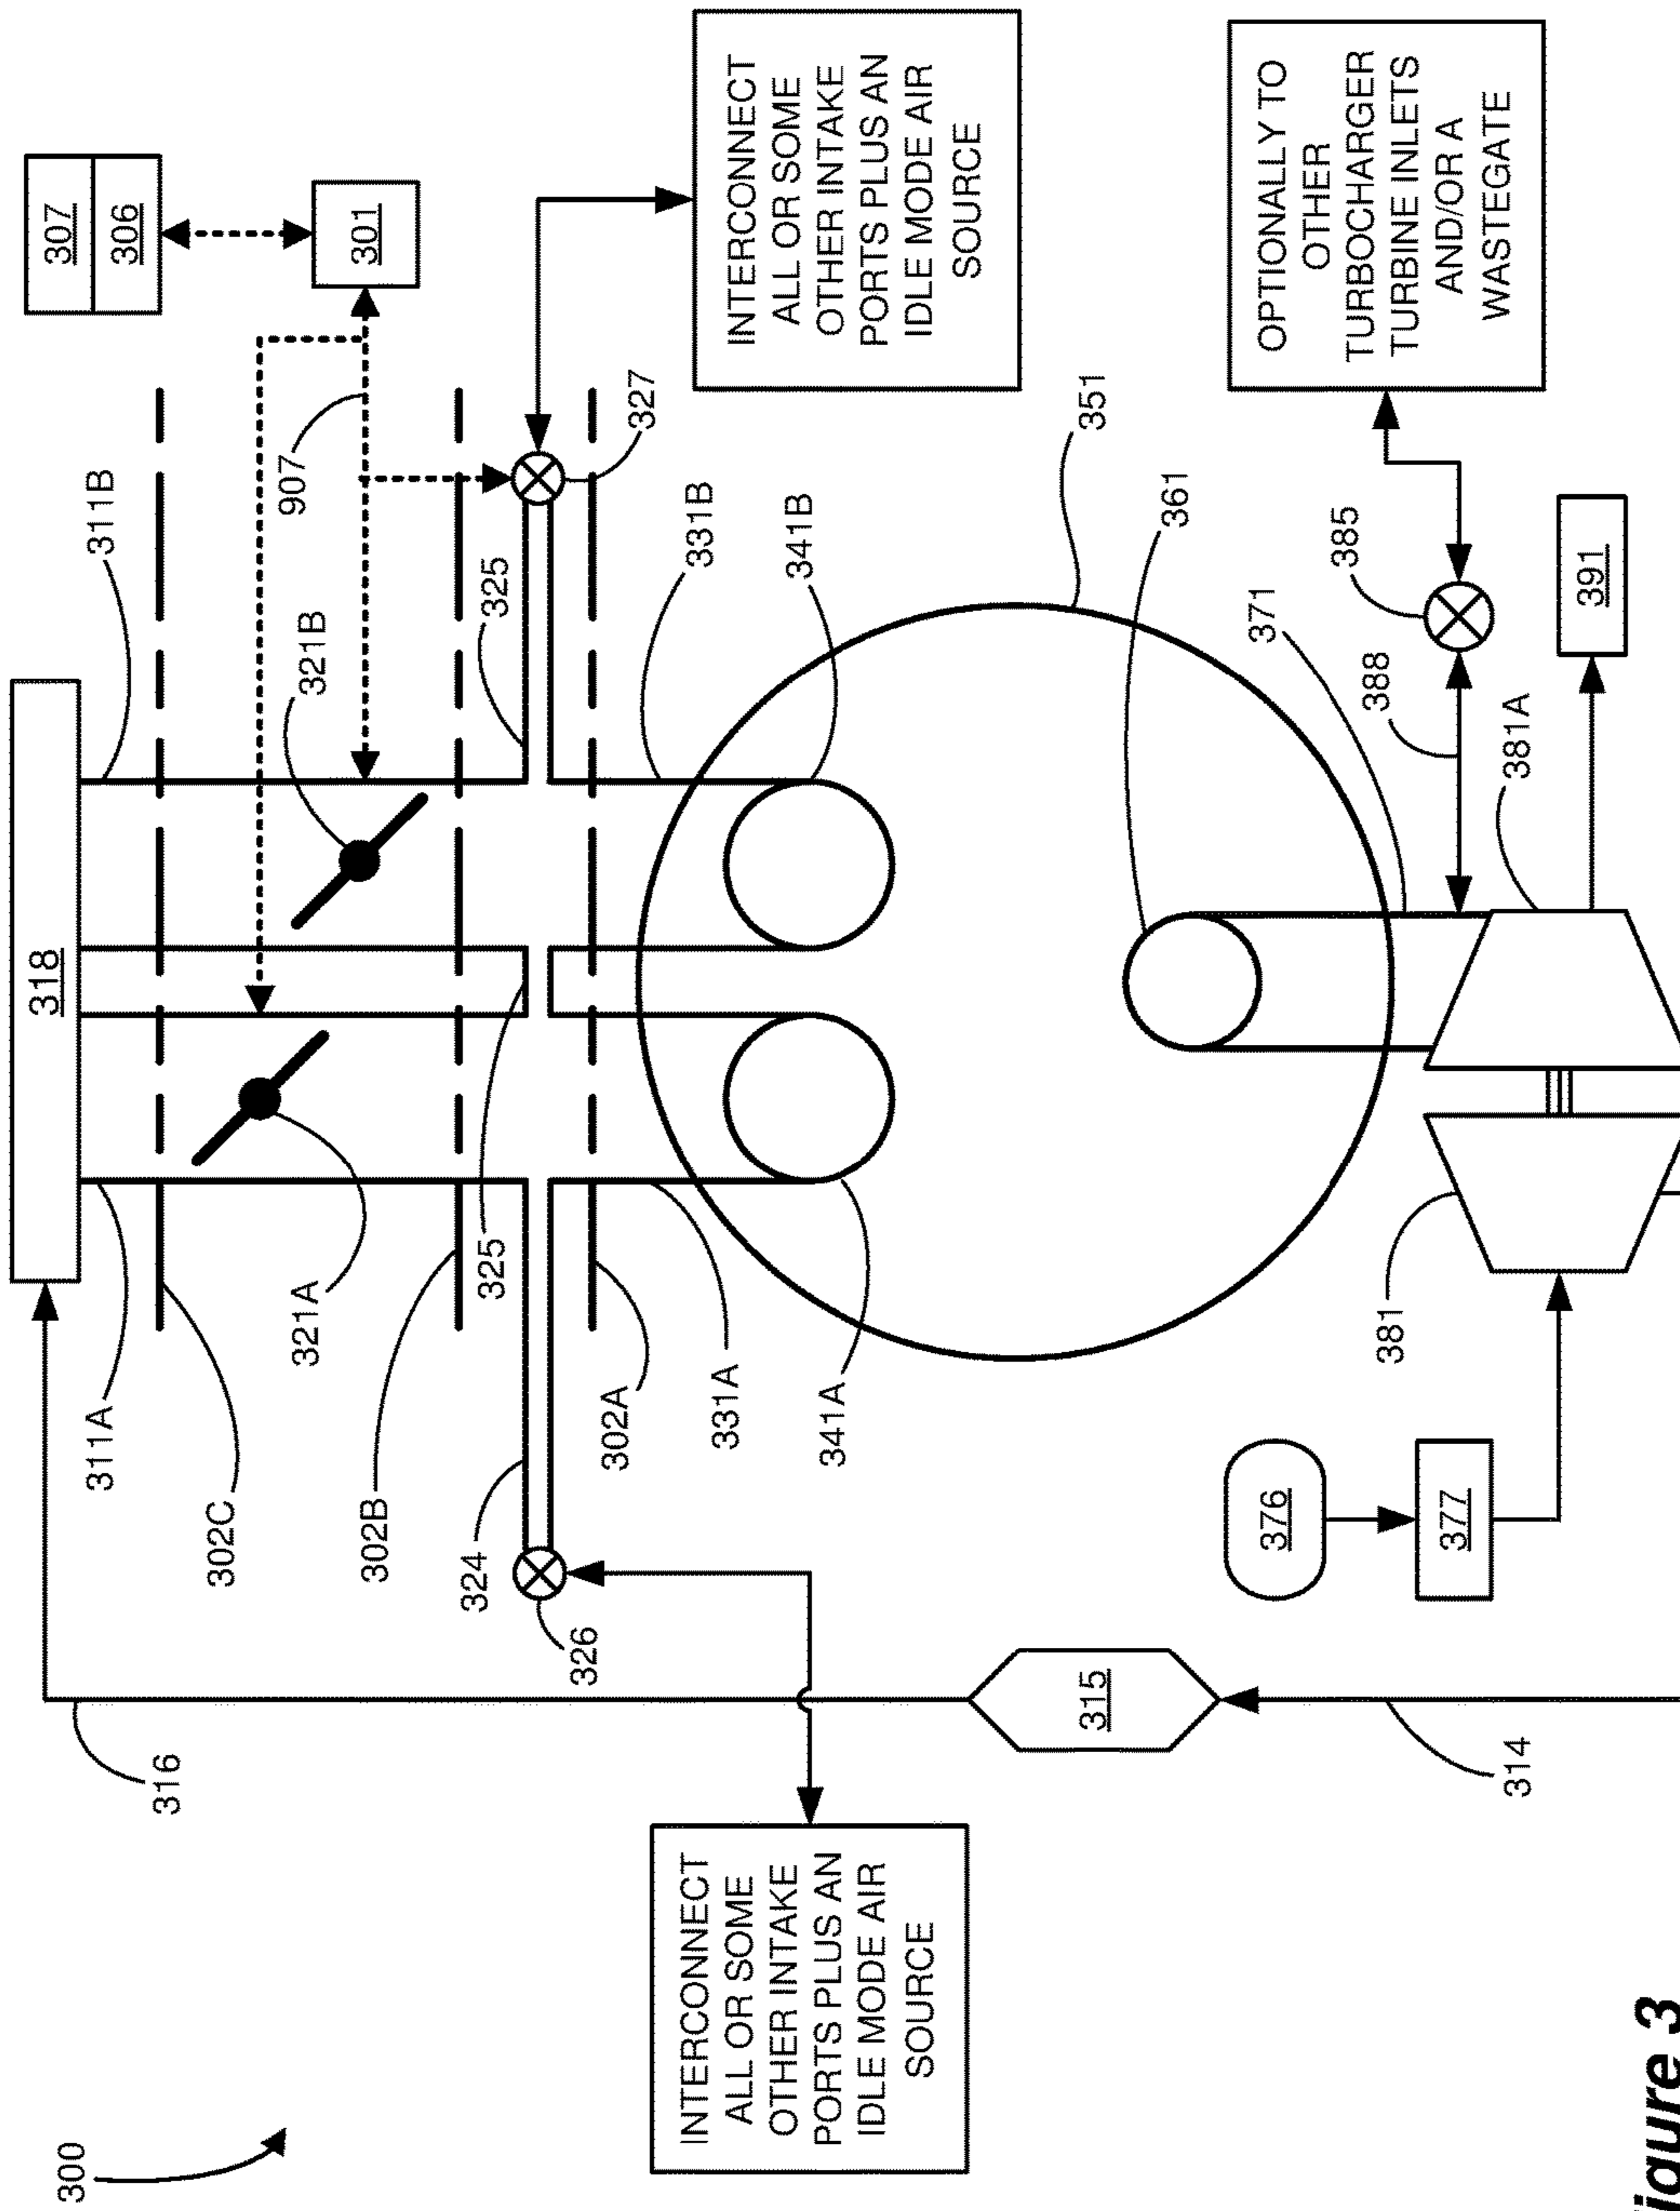 300
316
318
311A
302C
321A
302B
324
326
325
302A
331A
341A
311B
321B
907
307
306
301
325
327
331B
341B
351
361
371
INTERCONNECT
ALL OR SOME
OTHER INTAKE
PORTS PLUS AN
IDLE MODE AIR
SOURCE
INTERCONNECT
ALL OR SOME
OTHER INTAKE
PORTS PLUS AN
IDLE MODE AIR
SOURCE
315
314
376
377
381
381A
388
385
391
OPTIONALLY TO
OTHER
TURBOCHARGER
TURBINE INLETS
AND/OR A
WASTEGATE
Figure 3